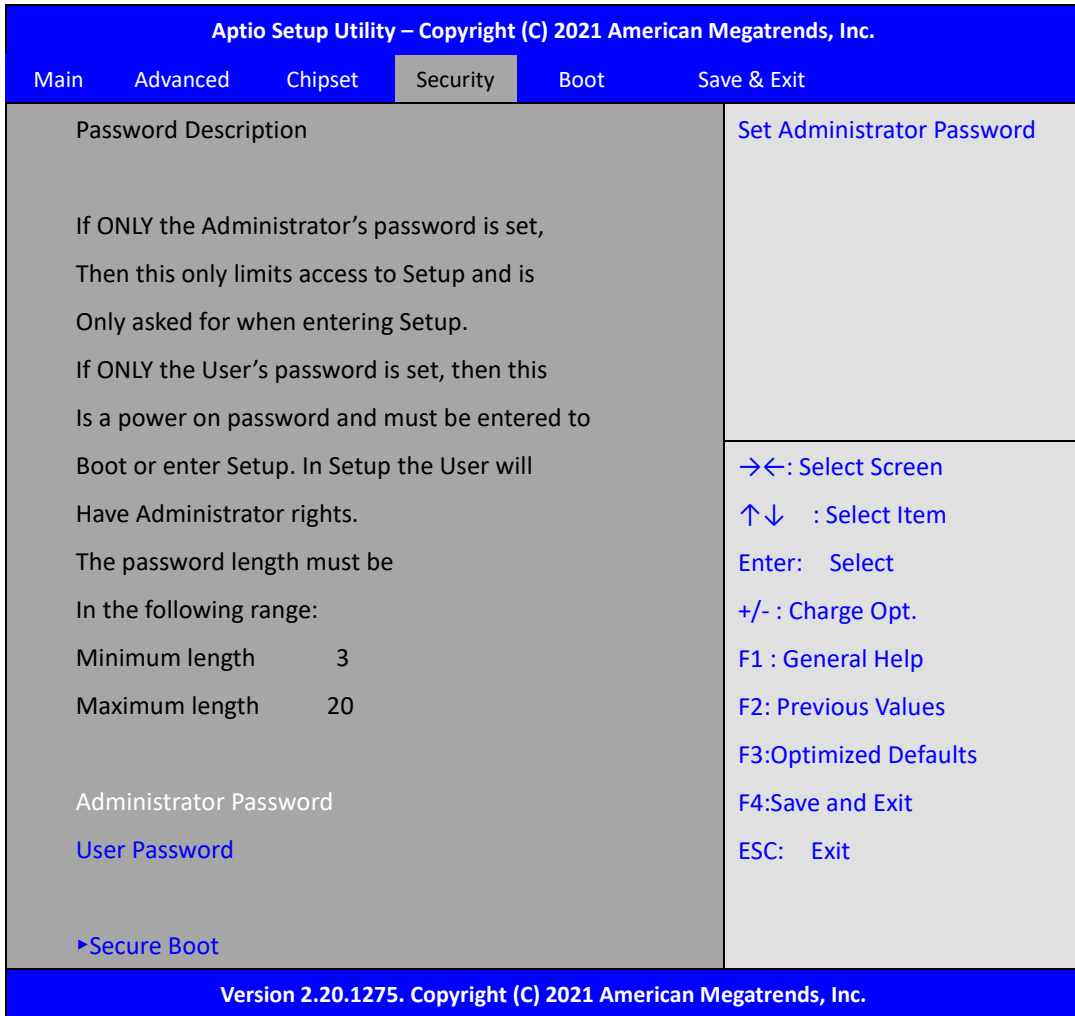 Aptio Setup Utility – Copyright (C) 2021 American Megatrends, Inc.
Main Advanced Chipset Security Boot Save & Exit
Password Description
If ONLY the Administrator’s password is set,
Then this only limits access to Setup and is
Only asked for when entering Setup.
If ONLY the User’s password is set, then this
Is a power on password and must be entered to
Boot or enter Setup. In Setup the User will
Have Administrator rights.
The password length must be
In the following range:
Minimum length 3
Maximum length 20
Administrator Password
User Password
▶Secure Boot
Set Administrator Password
→←: Select Screen
↑↓ : Select Item
Enter: Select
+/- : Charge Opt.
F1 : General Help
F2: Previous Values
F3:Optimized Defaults
F4:Save and Exit
ESC: Exit
Version 2.20.1275. Copyright (C) 2021 American Megatrends, Inc.